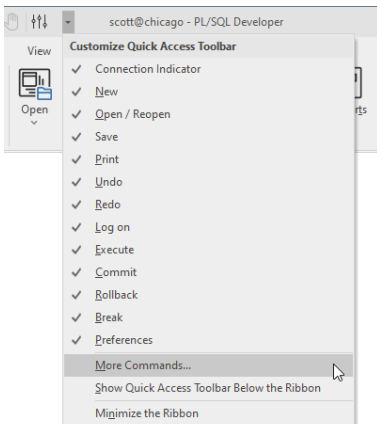 scott@chicago - PL/SQL Developer
View
Customize Quick Access Toolbar
Connection Indicator
New
Open / Reopen
Open
Save
Print
Undo
Redo
Log on
Execute
Commit
Rollback
Break
Preferences
More Commands...
Show Quick Access Toolbar Below the Ribbon
Minimize the Ribbon